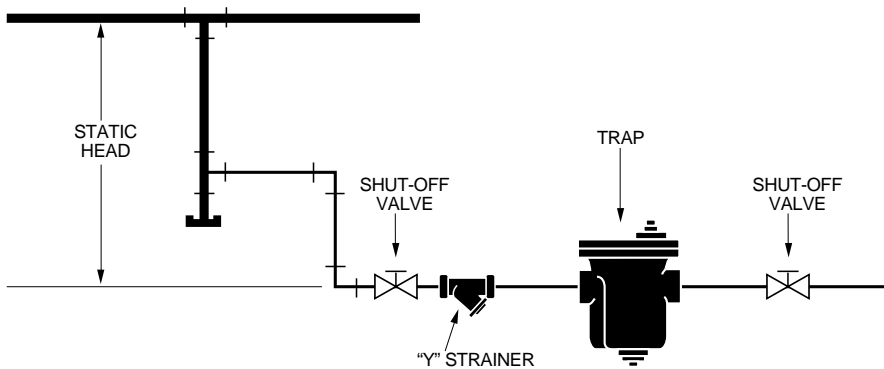 STATIC
HEAD
TRAP
SHUT-OFF
VALVE
SHUT-OFF
VALVE
“Y” STRAINER